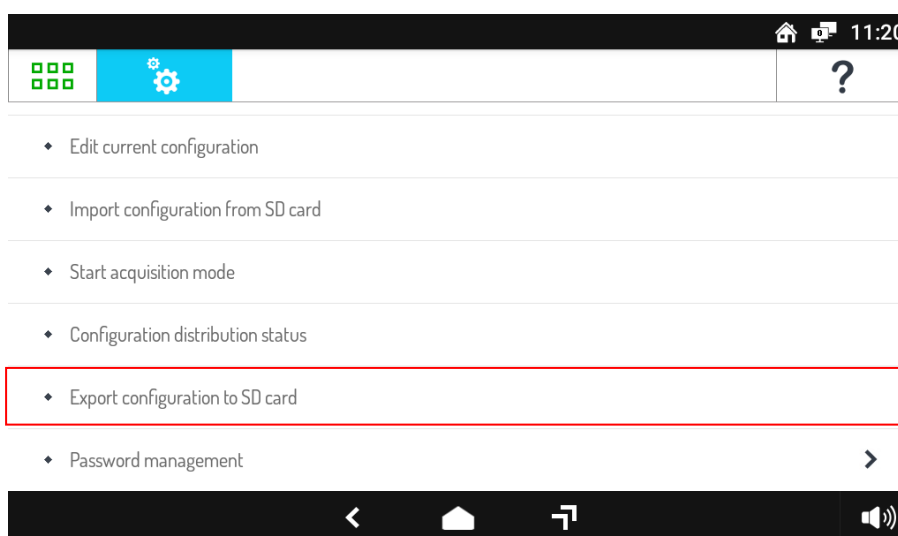 11:20
?
Edit current configuration
Import configuration from SD card
Start acquisition mode
Configuration distribution status
Export configuration to SD card
Password management